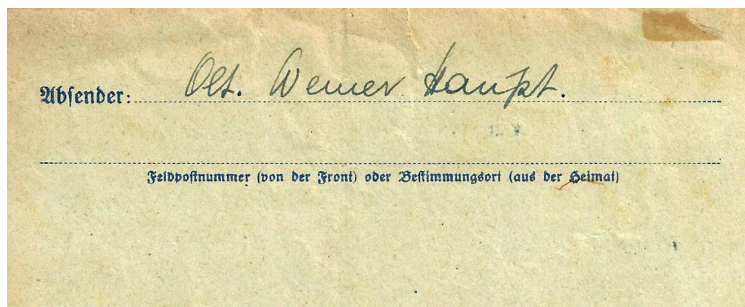 Absender: Olt. Werner Haupt.
Feldpostnummer (von der Front) oder Bestimmungsort (aus der Heimat)